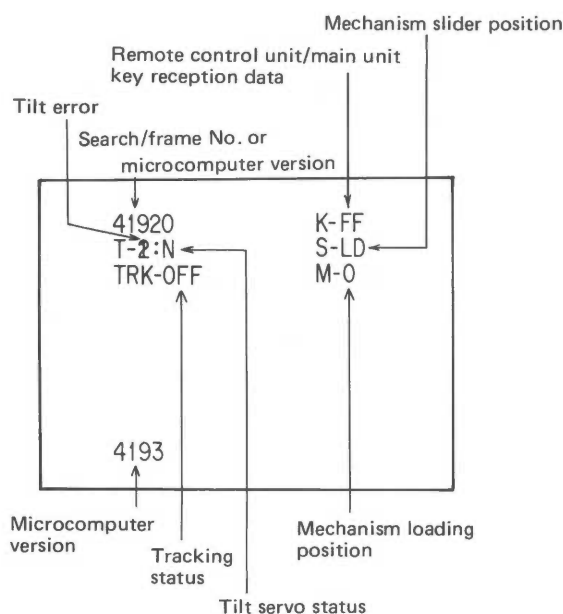 Mechanism slider position
Remote control unit/main unit
key reception data
Tilt error
Search/frame No. or
microcomputer version
41920
K-FF
:N
S-LD
TRK-OFF
M-0
4193
Microcomputer
version
Tracking
status
Mechanism loading
position
Tilt servo status